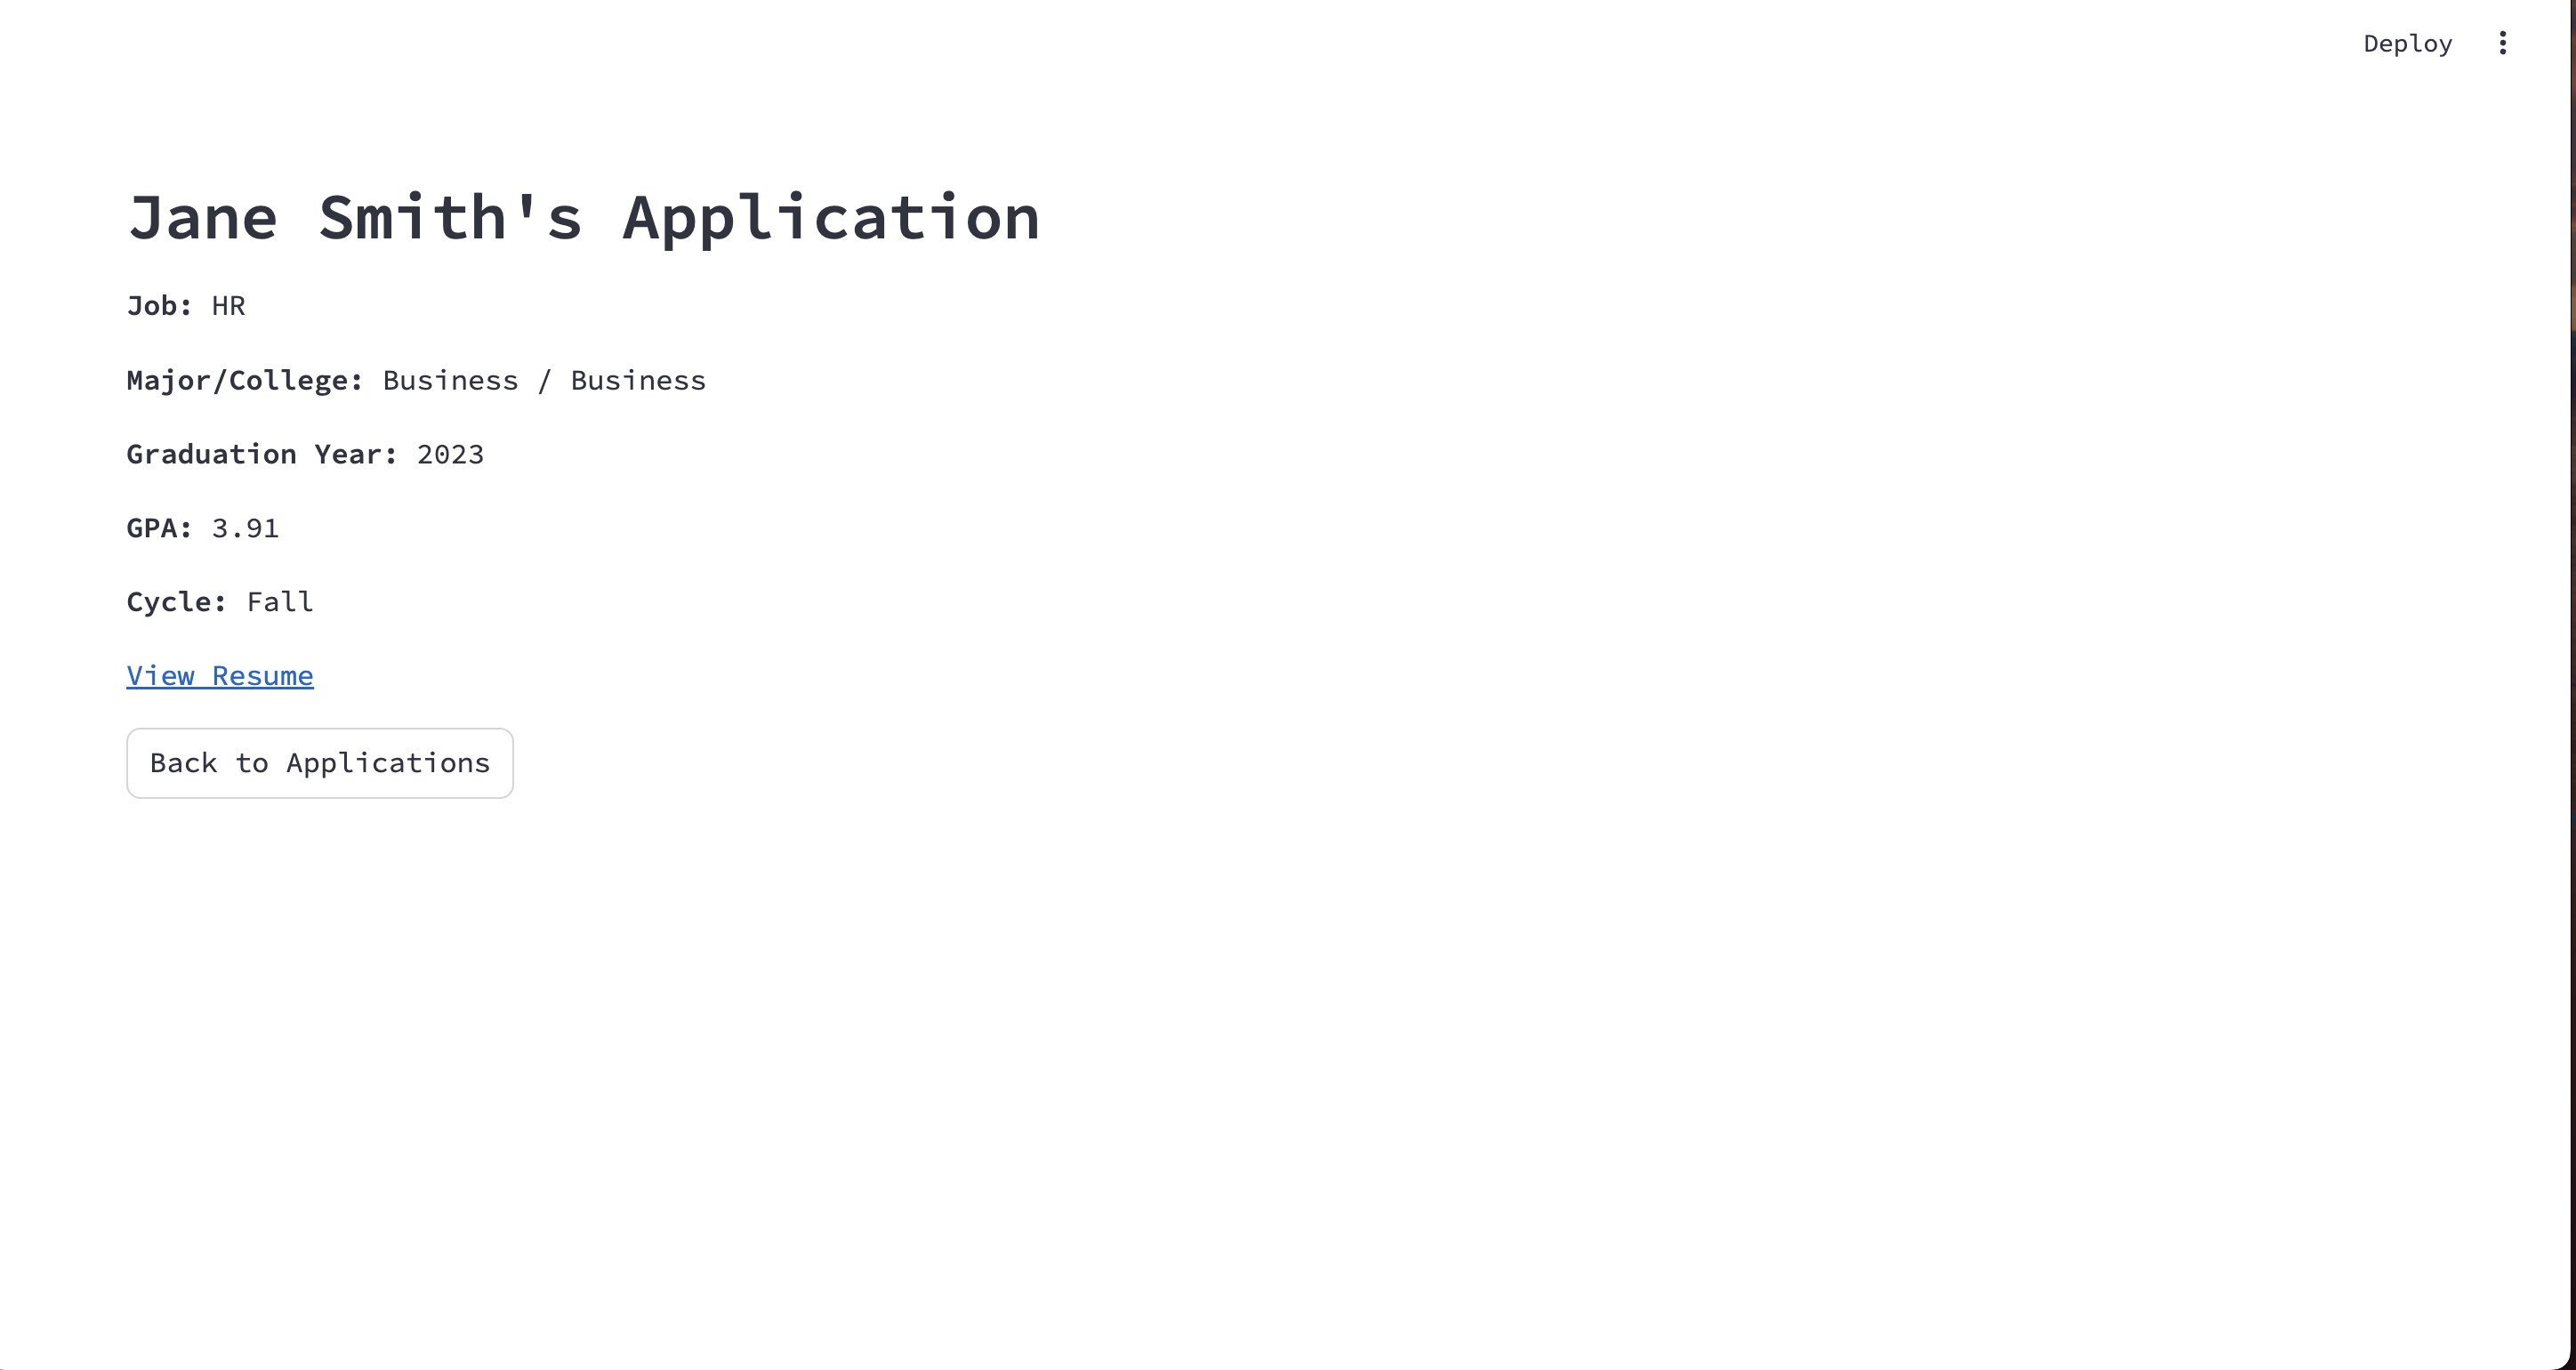 Deploy
Jane Smith's Application
Job: HR
Major/College: Business / Business
Graduation Year: 2023
GPA: 3.91
Cycle: Fall
View Resume
Back to Applications